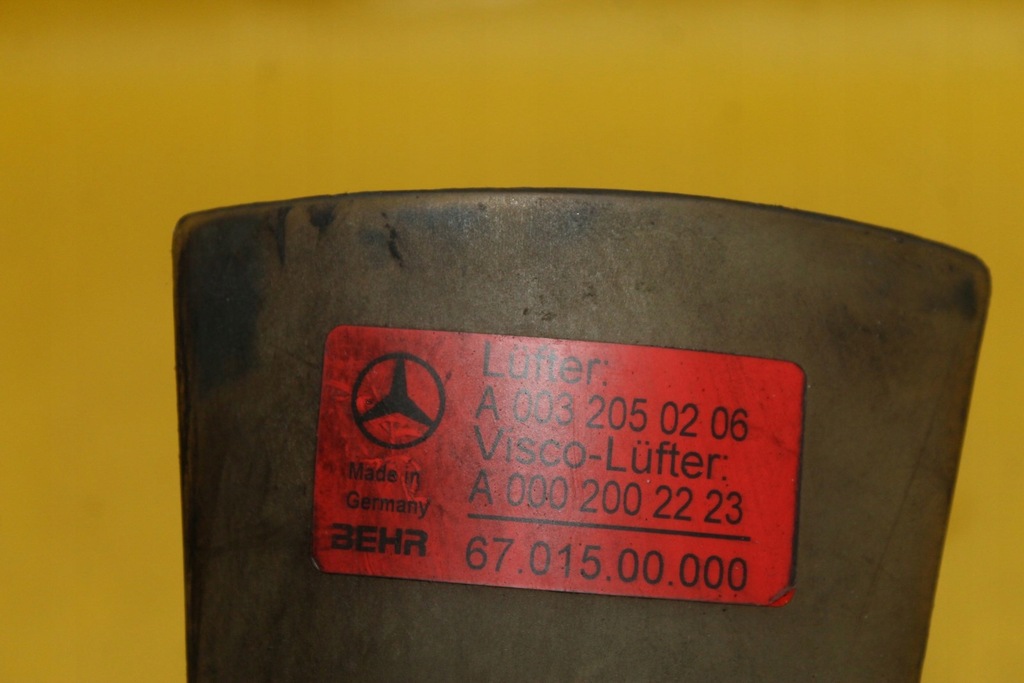 Lüfter:
A 003 205 02 06
Visco-Lüfter:
A 000 200 22 23
67.015.00.000
Made in
Germany
BEHR